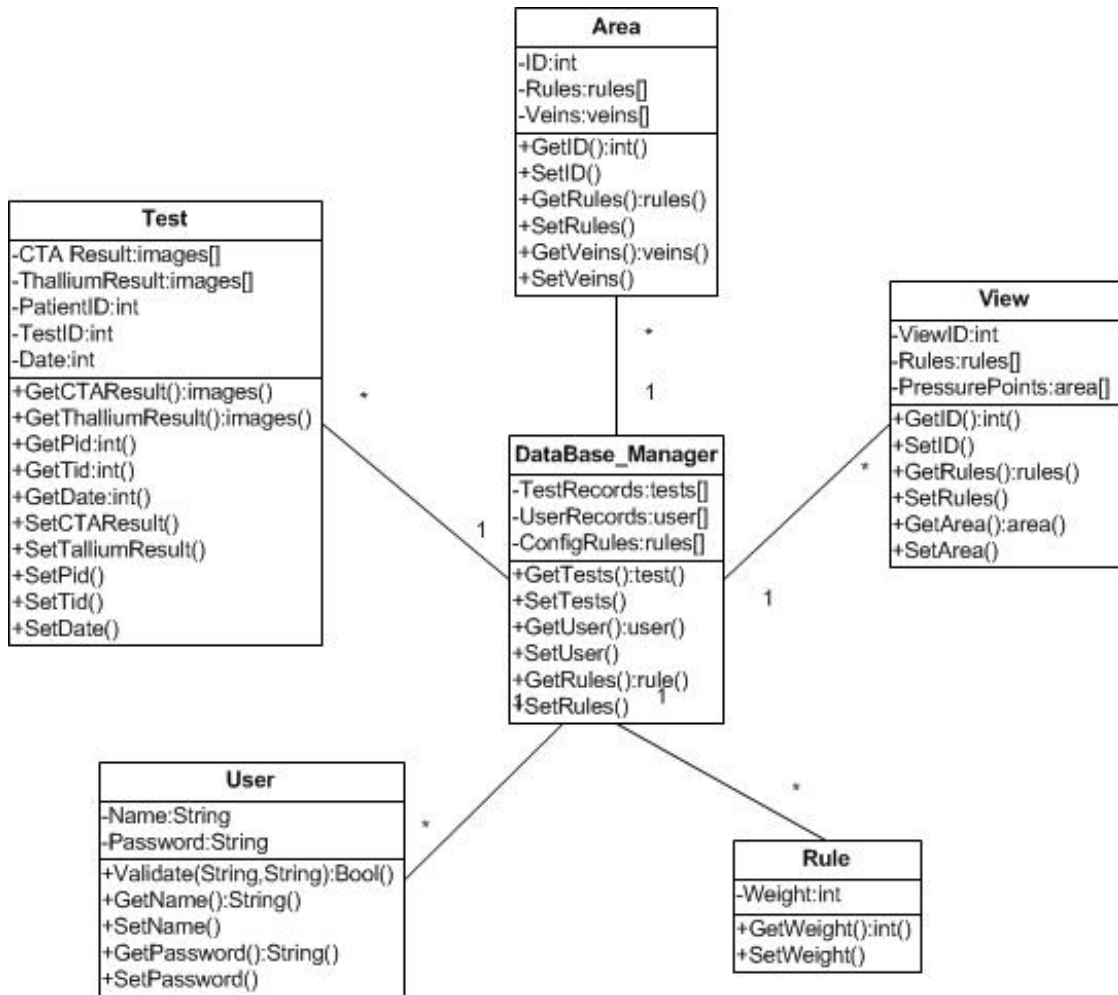 Area
-ID:int
-Rules:rules[]
-Veins:veins[]
+GetID():int()
+SetID()
+GetRules():rules()
+SetRules()
+GetVeins():veins()
+SetVeins()
*
1
Test
-CTA Result:images[]
-ThalliumResult:images[]
-PatientID:int
-TestID:int
-Date:int
+GetCTAResult():images()
+GetThalliumResult():images()
+GetPid:int()
+GetTid:int()
+GetDate:int()
+SetCTAResult()
+SetTalliumResult()
+SetPid()
+SetTid()
+SetDate()
*
1
View
-ViewID:int
-Rules:rules[]
-PressurePoints:area[]
+GetID():int()
+SetID()
+GetRules():rules()
+SetRules()
+GetArea():area()
+SetArea()
*
1
DataBase_Manager
-TestRecords:tests[]
-UserRecords:user[]
-ConfigRules:rules[]
+GetTests():test()
+SetTests()
+GetUser():user()
+SetUser()
+GetRules():rule()
+SetRules()
1
1
User
-Name:String
-Password:String
+Validate(String,String):Bool()
+GetName():String()
+SetName()
+GetPassword():String()
+SetPassword()
*
*
Rule
-Weight:int
+GetWeight():int()
+SetWeight()